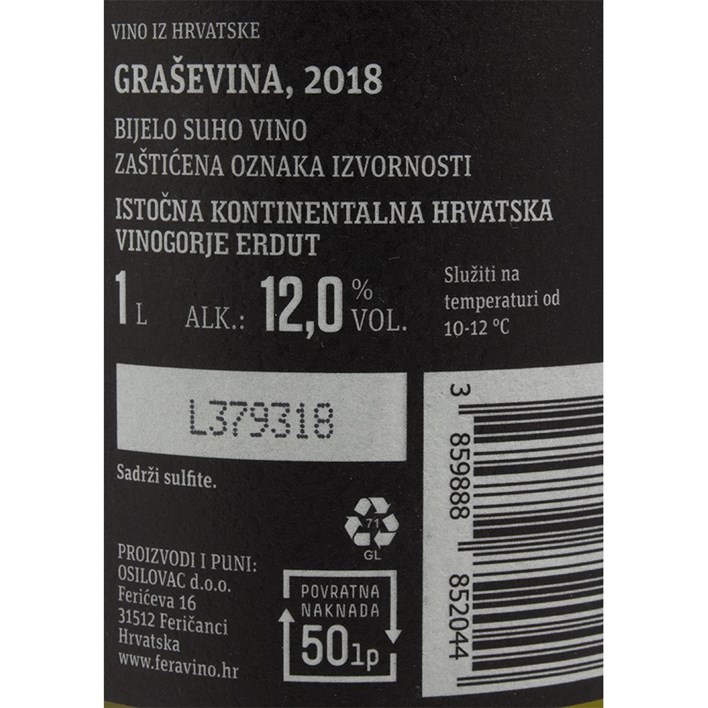 VINO IZ HRVATSKE
GRAŠEVINA, 2018
BIJELO SUHO VINO
ZAŠTIĆENA OZNAKA IZVORNOSTI
ISTOČNA KONTINENTALNA HRVATSKA
VINOGORJE ERDUT
1 L ALK.: 12,0 % VOL.
Služiti na
temperaturi od
10-12 °C
L379318
Sadrži sulfite.
3 859888 852044
71
GL
PROIZVODI I PUNI:
OSILOVAC d.o.o.
Ferićeva 16
31512 Feričanci
Hrvatska
www.feravino.hr
POVRATNA
NAKNADA
50lp